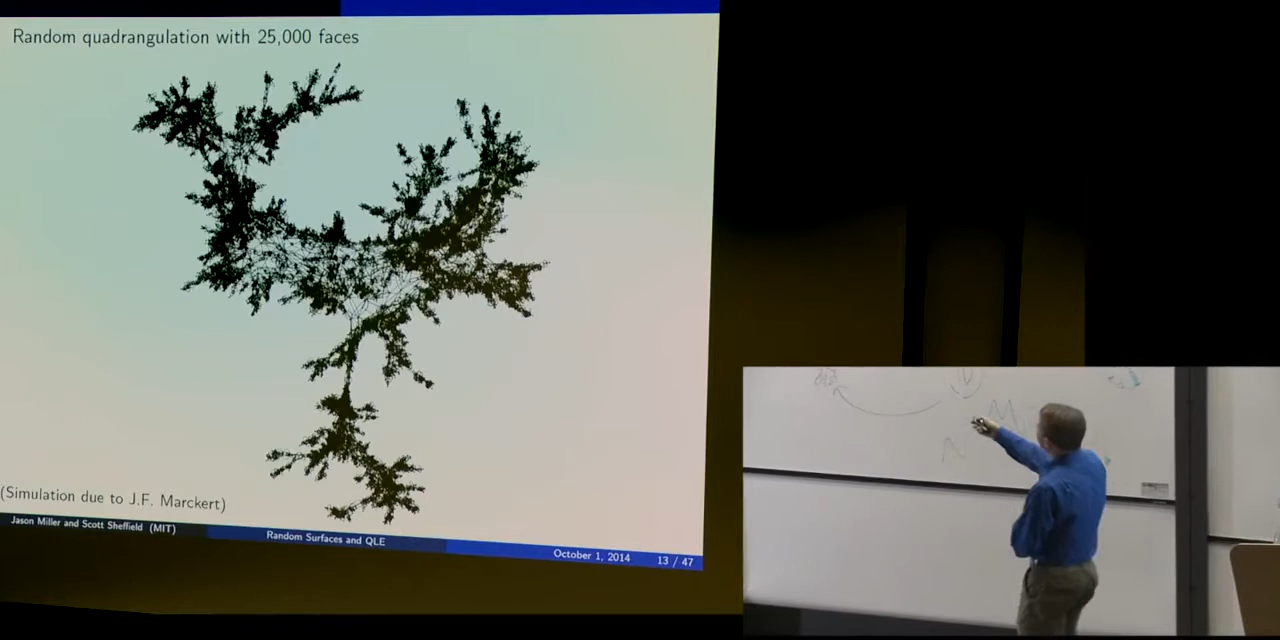 Random quadrangulation with 25,000 faces
(Simulation due to J.F. Marckert)
Jason Miller and Scott Sheffield (MIT)
Random Surfaces and QLE
October 1, 2014
13 / 47
M
N